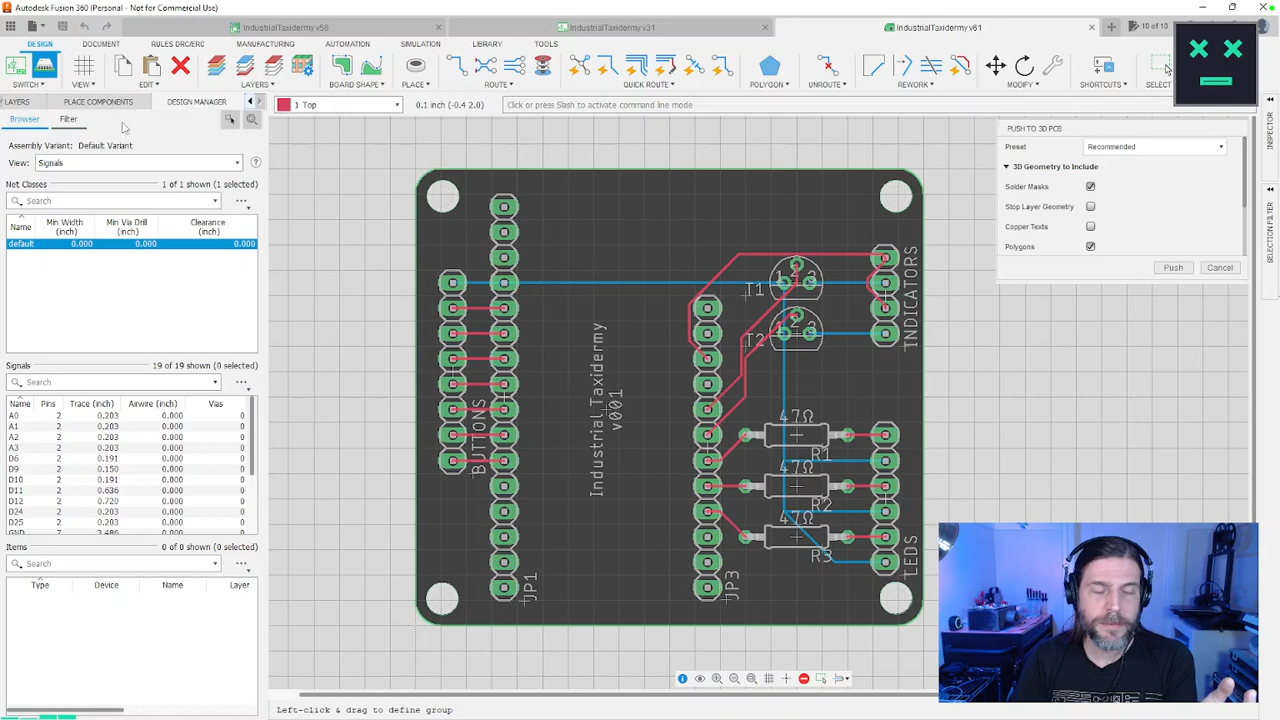 Autodesk Fusion 360 (Personal - Not for Commercial Use)
IndustrialTaxidermy v56
IndustrialTaxidermy v31
IndustrialTaxidermy v61
10 of 10
DESIGN
DOCUMENT
RULES DRC/ERC
MANUFACTURING
AUTOMATION
SIMULATION
LIBRARY
TOOLS
SWITCH
VIEW
EDIT
LAYERS
BOARD SHAPE
PLACE
ROUTE
QUICK ROUTE
POLYGON
UNROUTE
REWORK
MODIFY
SHORTCUTS
SELECT
LAYERS
PLACE COMPONENTS
DESIGN MANAGER
1 Top
0.1 inch (-0.4 2.0)
Click or press Slash to activate command line
Browser
Filter
Assembly Variant: Default Variant
View:
Signals
Net Classes
1 of 1 shown (1 selected)
Search
Name
Min Width (inch)
Min Via Drill (inch)
Clearance (inch)
default 0.000 0.000 0.000
Signals
19 of 19 shown (0 selected)
Search
Name Pins Trace (inch) Airwire (inch) Vias
A0 2 0.203 0.000 0
A1 2 0.203 0.000 0
A2 2 0.203 0.000 0
A3 2 0.203 0.000 0
D6 2 0.191 0.000 0
D9 2 0.150 0.000 0
D10 2 0.191 0.000 0
D11 2 0.636 0.000 0
D12 2 0.720 0.000 0
D24 2 0.203 0.000 0
D25 2 0.203 0.000 0
Items
0 of 0 shown (0 selected)
Search
Type Device Name Layer
PUSH TO 3D PCB
Preset
Recommended
3D Geometry to Include
Solder Masks
Stop Layer Geometry
Copper Texts
Polygons
Push
Cancel
INSPECTOR
SELECTION FILTER
BUTTONS
JP1
Industrial Taxidermy
v001
JP3
T1
1 2 3
T2
1 2 3
INDICATORS
47Ω
R1
47Ω
R2
47Ω
R3
LEDS
Left-click & drag to define group